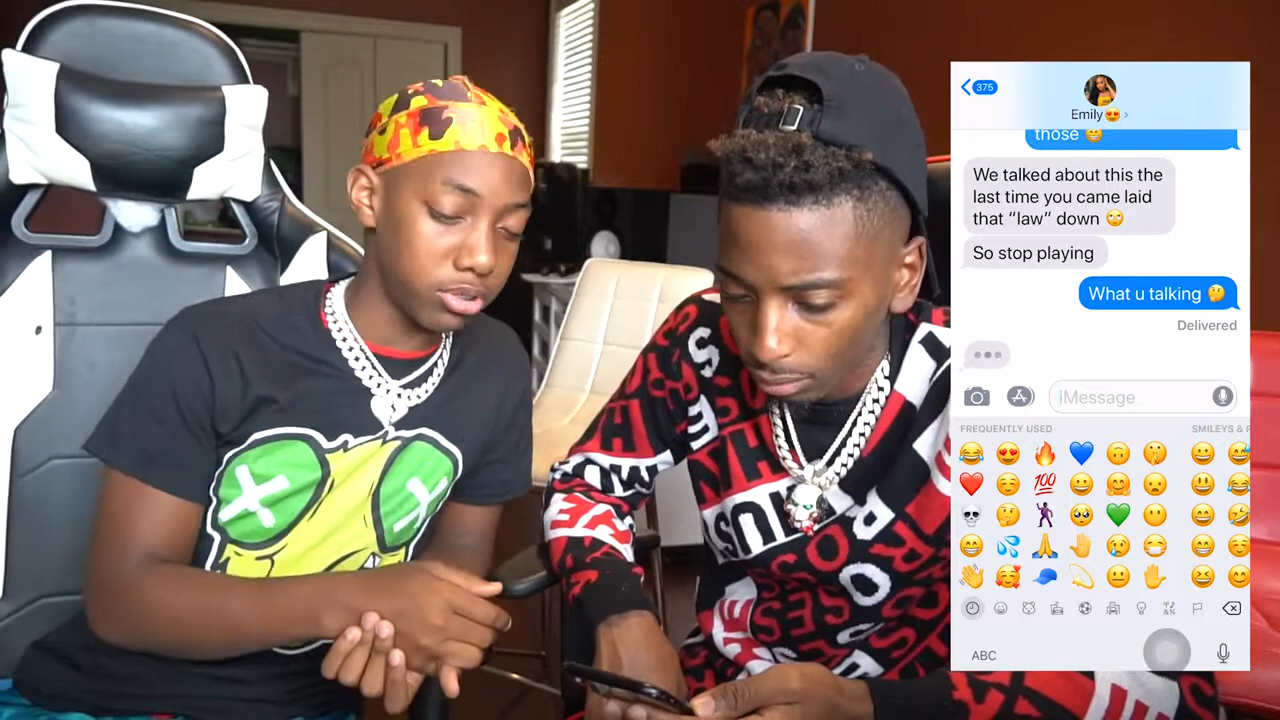 375
Emily😍 >
those 😁
We talked about this the
last time you came laid
that “law” down 🙄
So stop playing
What u talking 🤔
Delivered
iMessage
FREQUENTLY USED
SMILEYS &
100
ABC